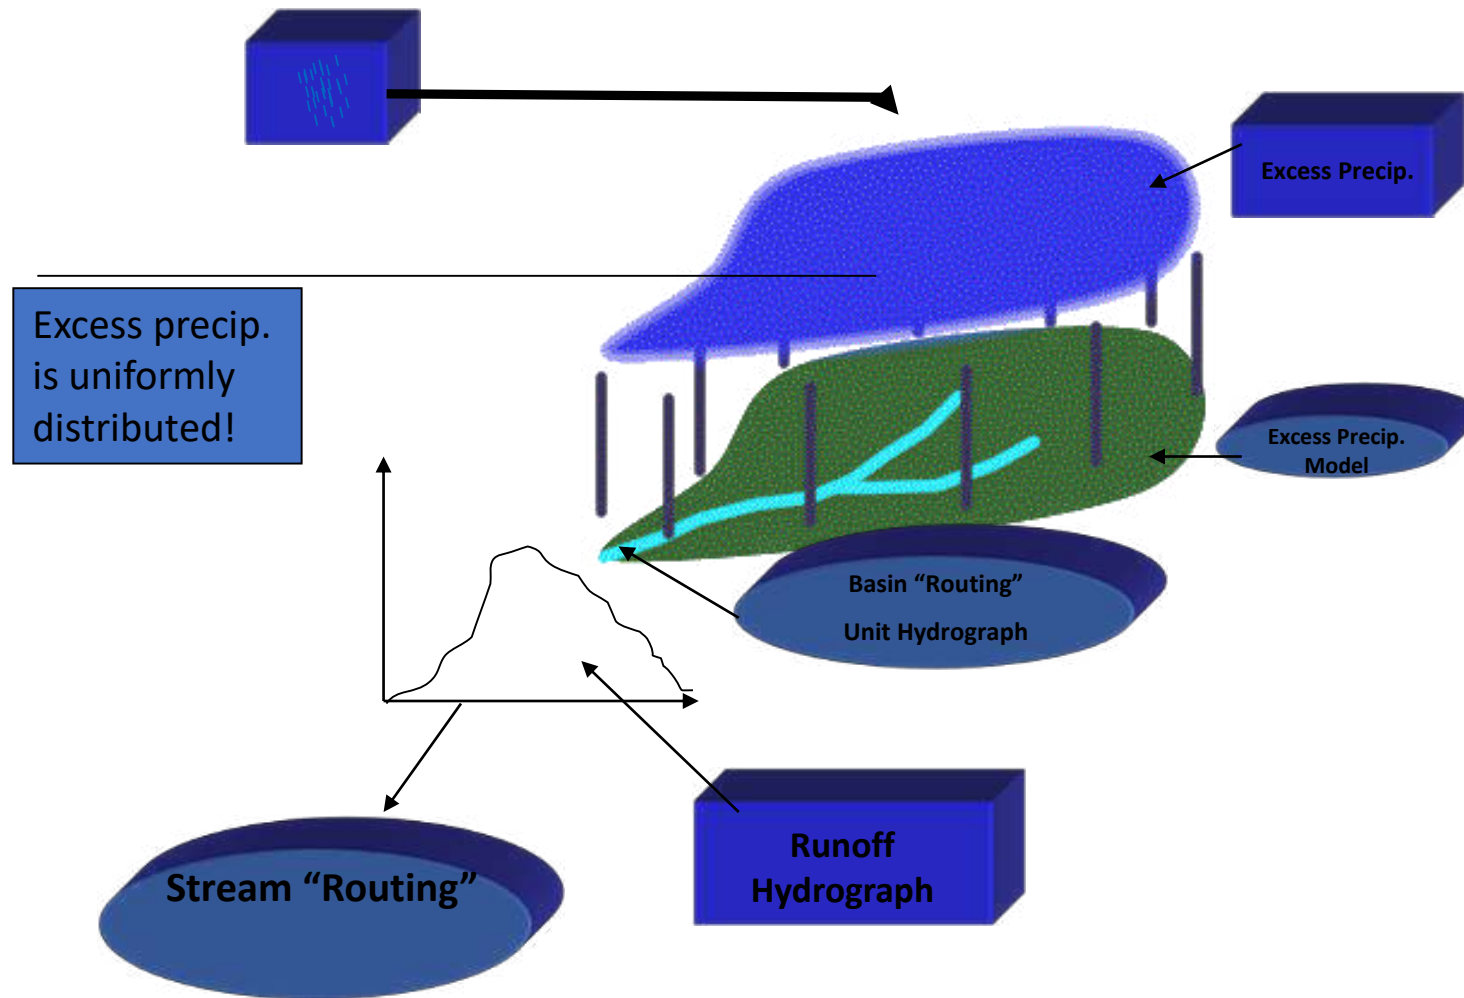 Excess Precip.
Excess precip.
is uniformly
distributed!
Excess Precip.
Model
Basin “Routing”
Unit Hydrograph
Runoff
Hydrograph
Stream “Routing”